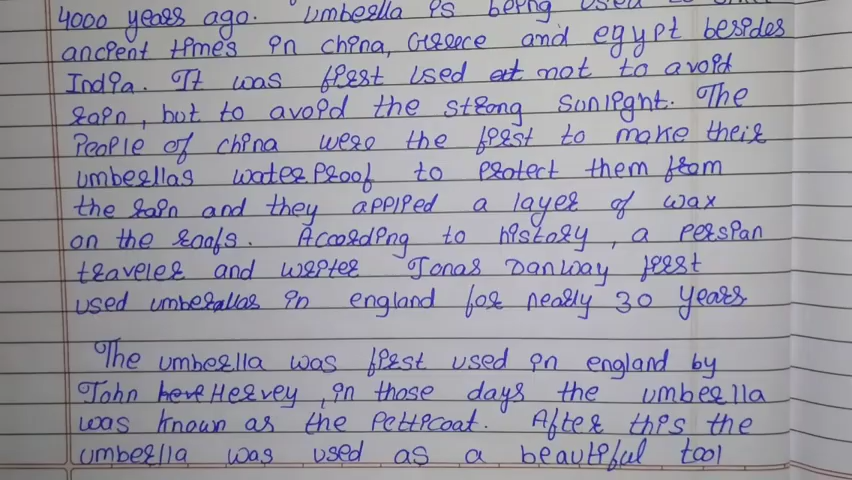 4000 years ago. Umbrella is being used
ancient times in china, Greece and egypt besides
India. It was first used at not to avoid
rain, but to avoid the strong sunlight. The
People of china were the first to make their
umbrellas waterproof to protect them from
the rain and they applied a layer of wax
on the roofs. According to history, a persian
traveler and writer Jonas Danway first
used umberallas in england for nearly 30 years
The umbrella was first used in england by
John here Hervey, in those days the umbrella
was known as the Petticoat. After this the
umbrella was used as a beautiful tool